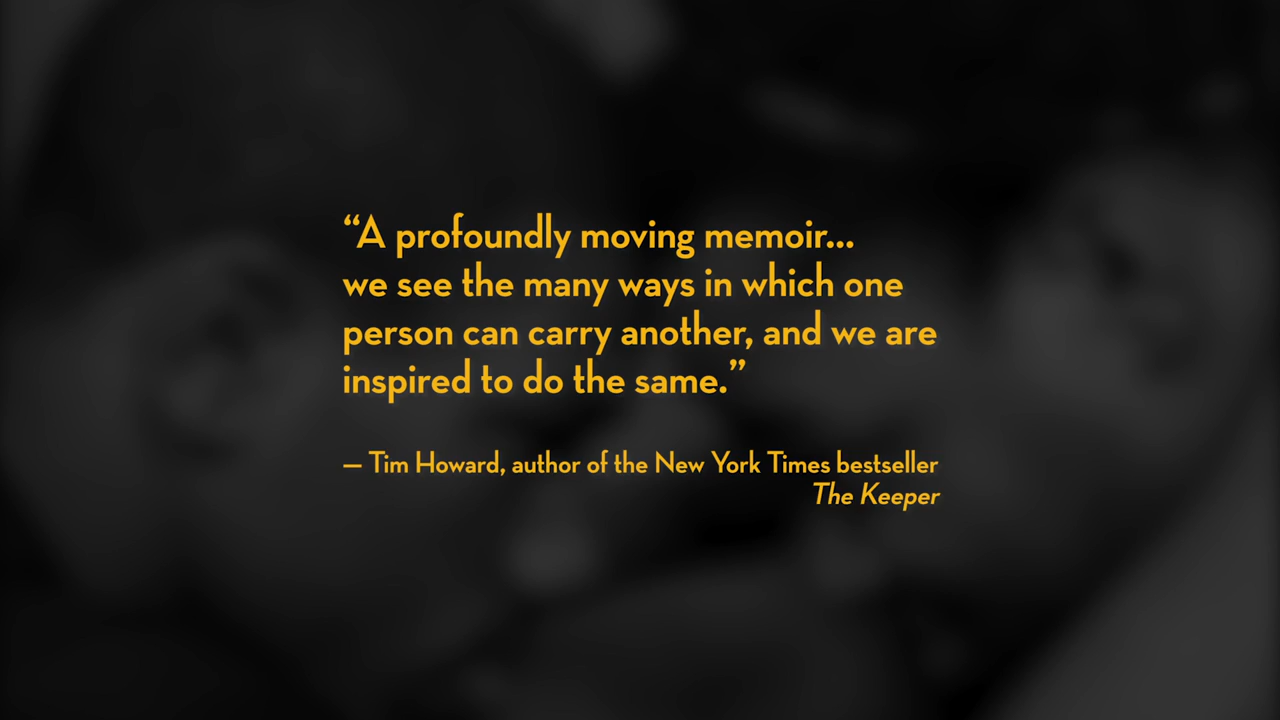 “A profoundly moving memoir...
we see the many ways in which one
person can carry another, and we are
inspired to do the same.”
— Tim Howard, author of the New York Times bestseller
The Keeper